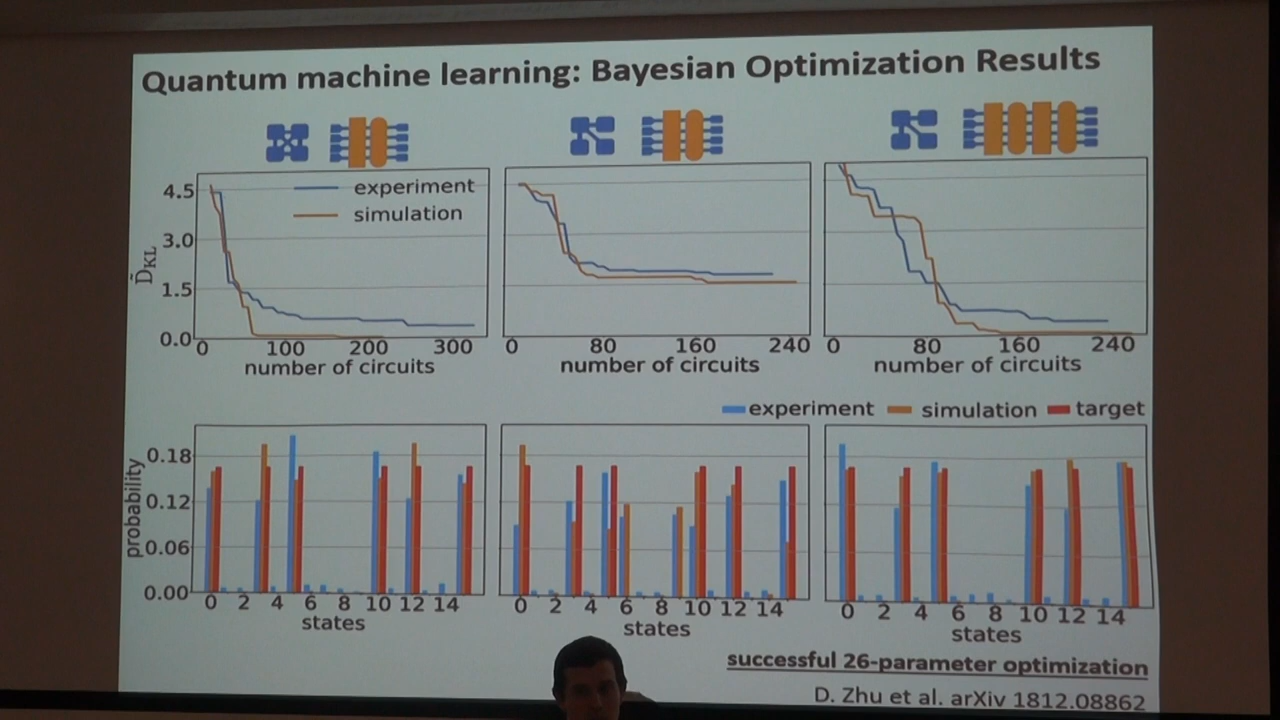 Quantum machine learning: Bayesian Optimization Results
experiment
simulation
4.5
3.0
1.5
0.0
D̃KL
0 100 200 300
number of circuits
0 80 160 240
number of circuits
0 80 160 240
number of circuits
experiment simulation target
0.18
0.12
0.06
0.00
probability
0 2 4 6 8 10 12 14
states
0 2 4 6 8 10 12 14
states
0 2 4 6 8 10 12 14
states
successful 26-parameter optimization
D. Zhu et al. arXiv 1812.08862